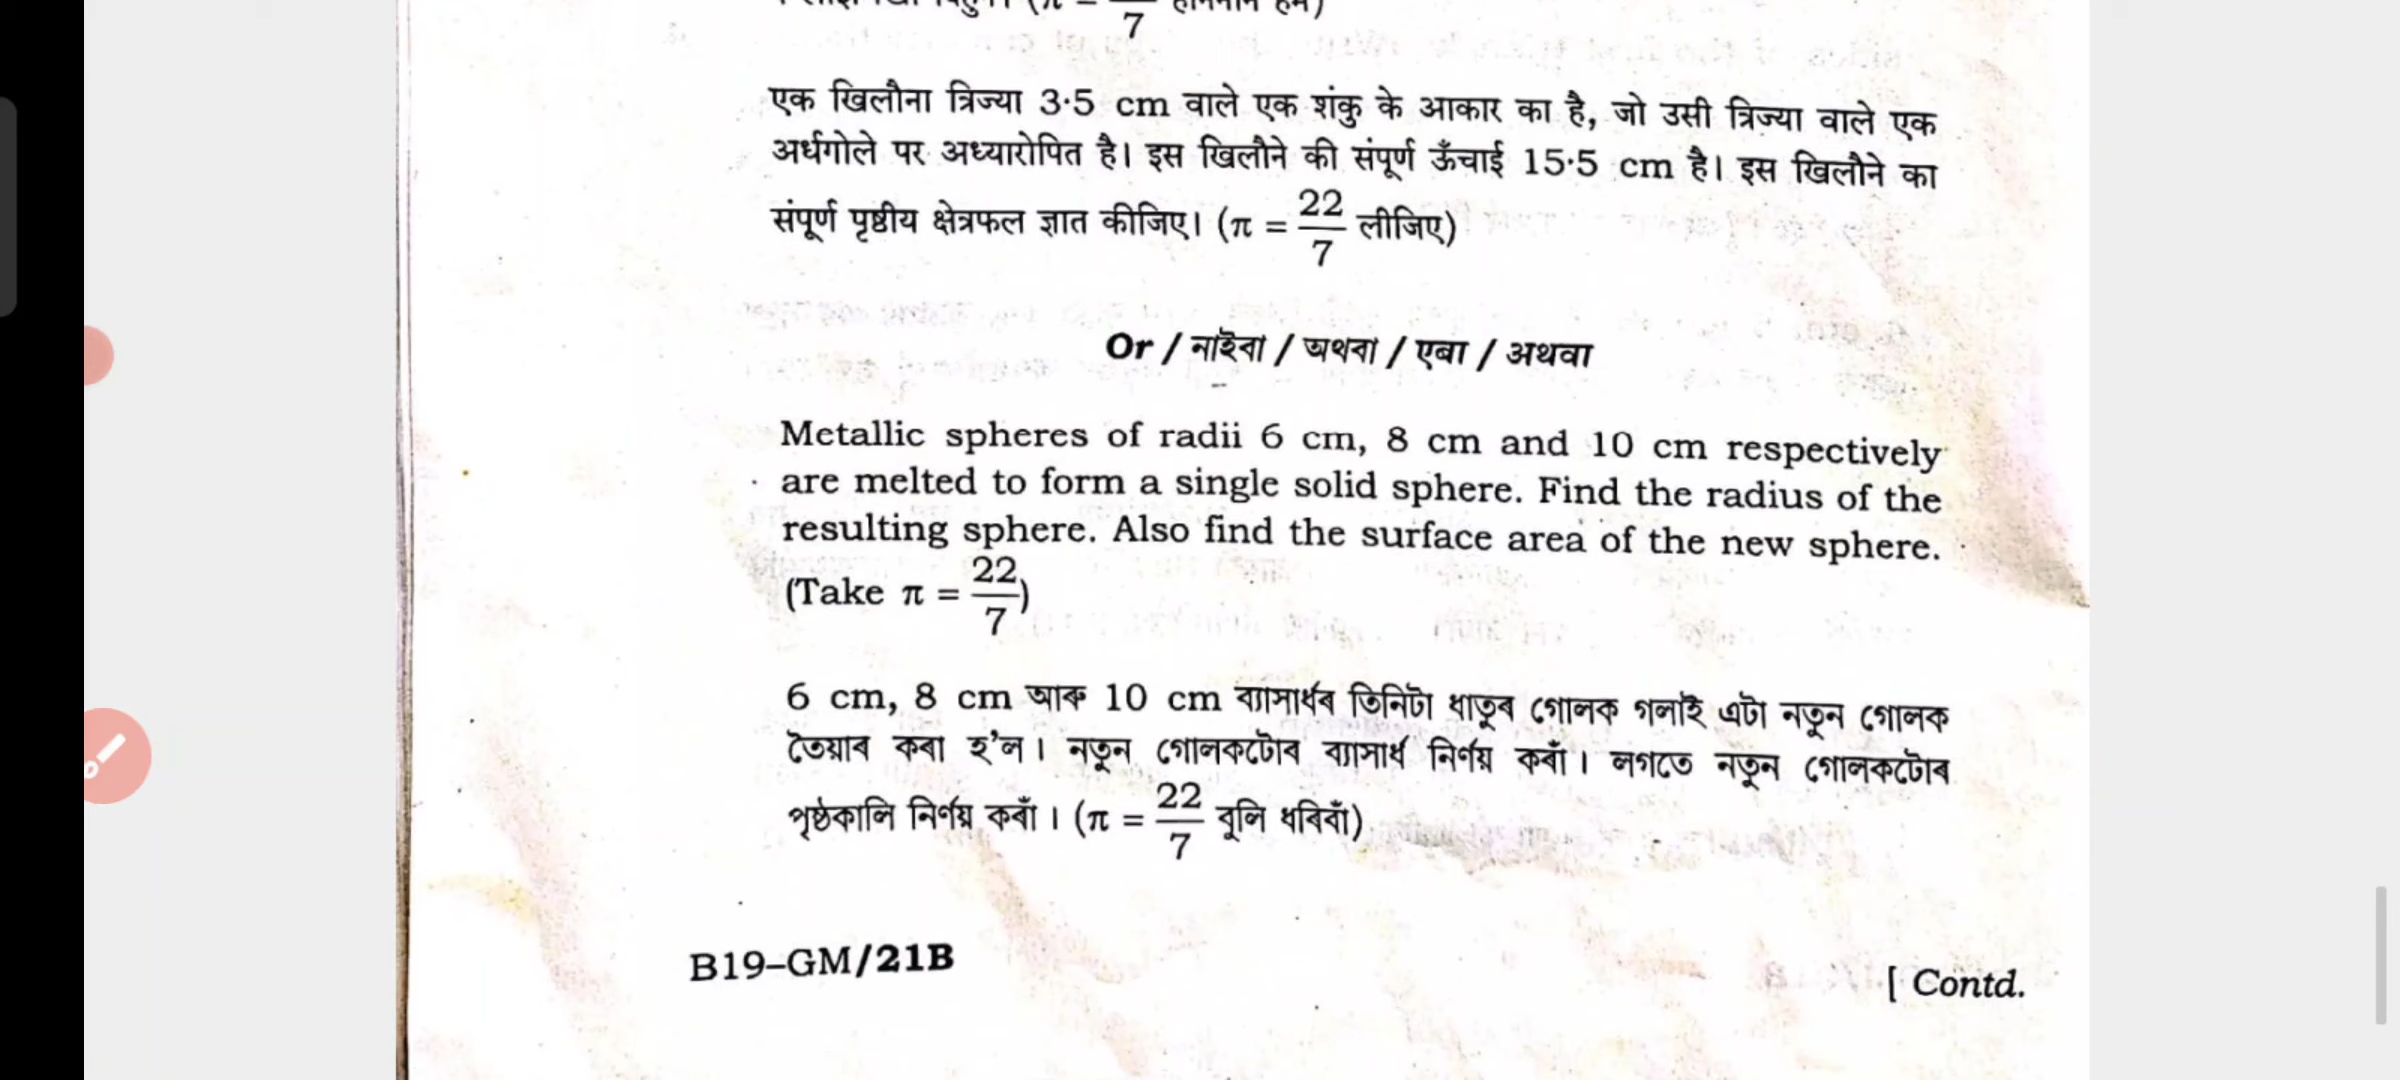 7
एक खिलौना त्रिज्या 3·5 cm वाले एक शंकु के आकार का है, जो उसी त्रिज्या वाले एक
अर्धगोले पर अध्यारोपित है। इस खिलौने की संपूर्ण ऊँचाई 15·5 cm है। इस खिलौने का
संपूर्ण पृष्ठीय क्षेत्रफल ज्ञात कीजिए। (π = 22/7 लीजिए)
Or / নাইবা / অথবা / एबा / अथवा
Metallic spheres of radii 6 cm, 8 cm and 10 cm respectively
are melted to form a single solid sphere. Find the radius of the
resulting sphere. Also find the surface area of the new sphere.
(Take π = 22/7)
6 cm, 8 cm আৰু 10 cm ব্যাসাৰ্ধৰ তিনিটা ধাতুৰ গোলক গলাই এটা নতুন গোলক
তৈয়াৰ কৰা হ'ল। নতুন গোলকটোৰ ব্যাসাৰ্ধ নিৰ্ণয় কৰাঁ। লগতে নতুন গোলকটোৰ
পৃষ্ঠকালি নিৰ্ণয় কৰাঁ। (π = 22/7 বুলি ধৰিবাঁ)
B19–GM/21B
[ Contd.